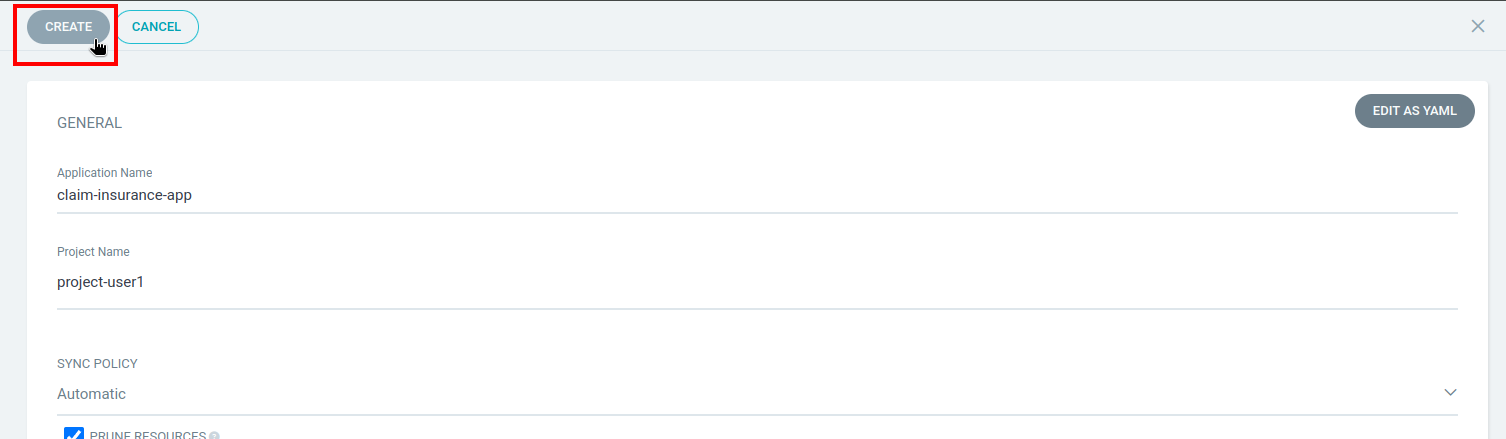 CREATE CANCEL
EDIT AS YAML
GENERAL
Application Name
claim-insurance-app
Project Name
project-user1
SYNC POLICY
Automatic
PRUNE RESOURCES